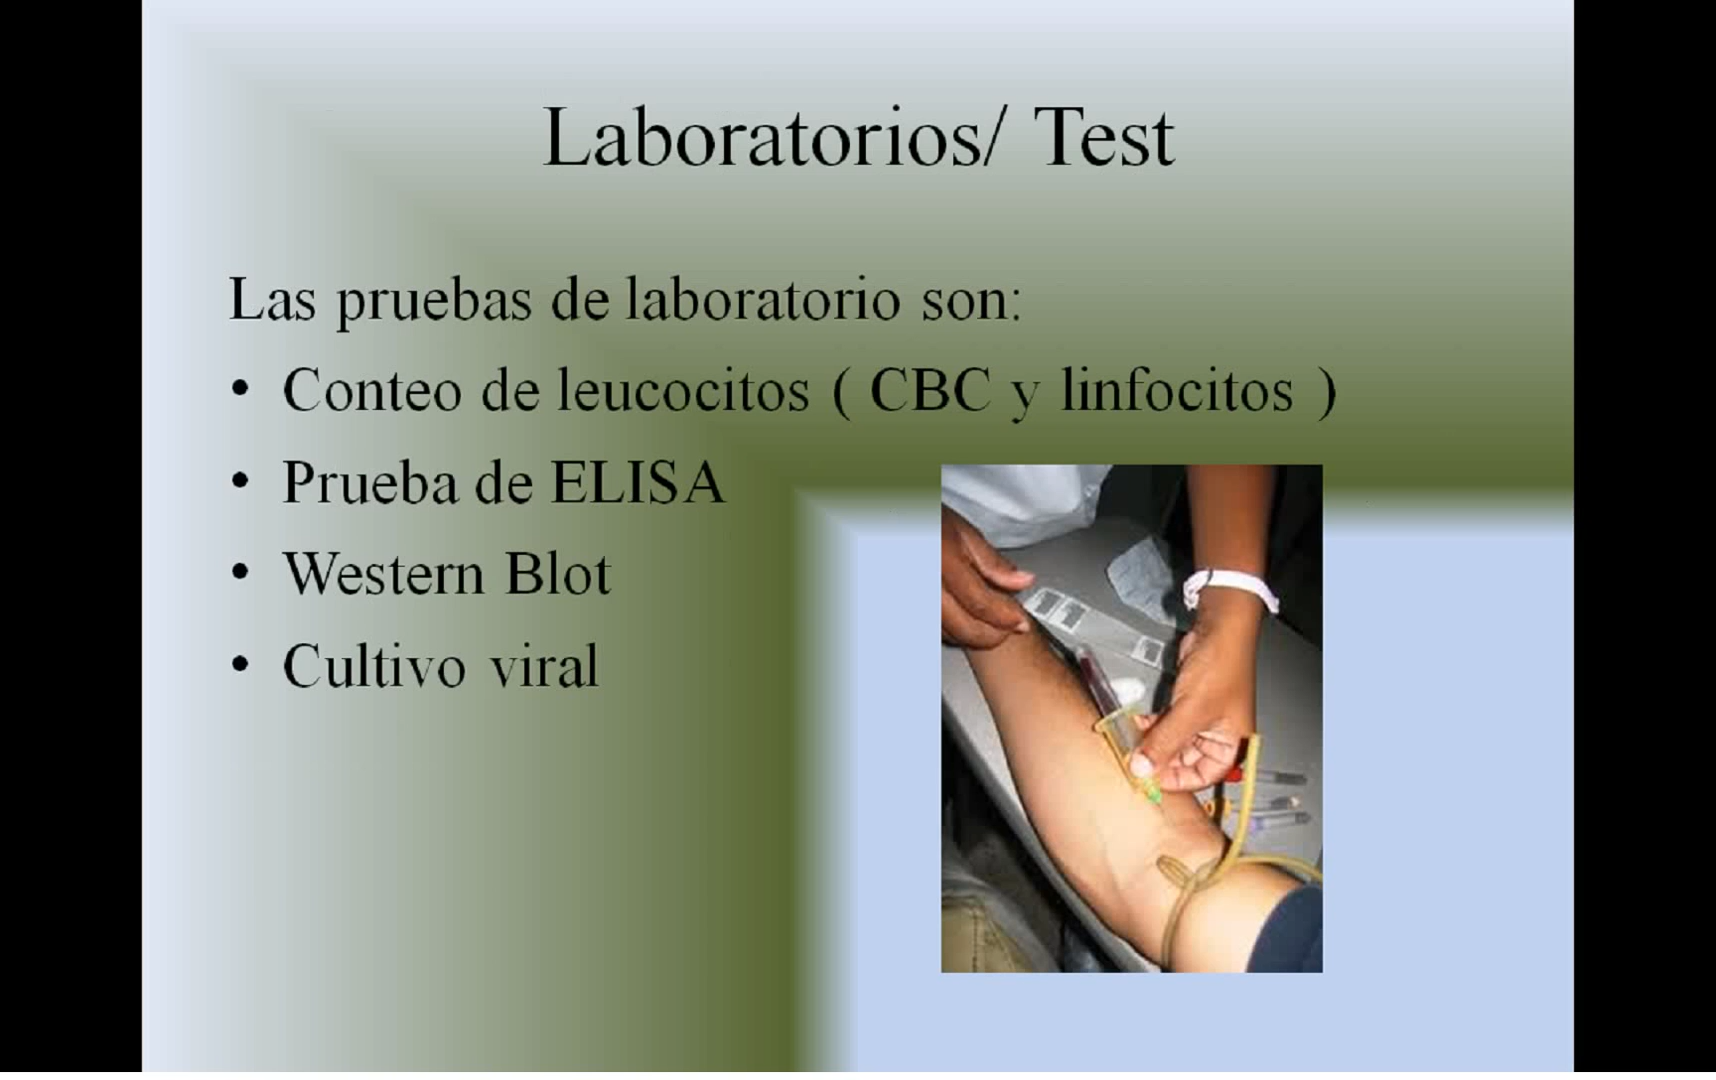 Laboratorios/ Test
Las pruebas de laboratorio son:
• Conteo de leucocitos ( CBC y linfocitos )
• Prueba de ELISA
• Western Blot
• Cultivo viral